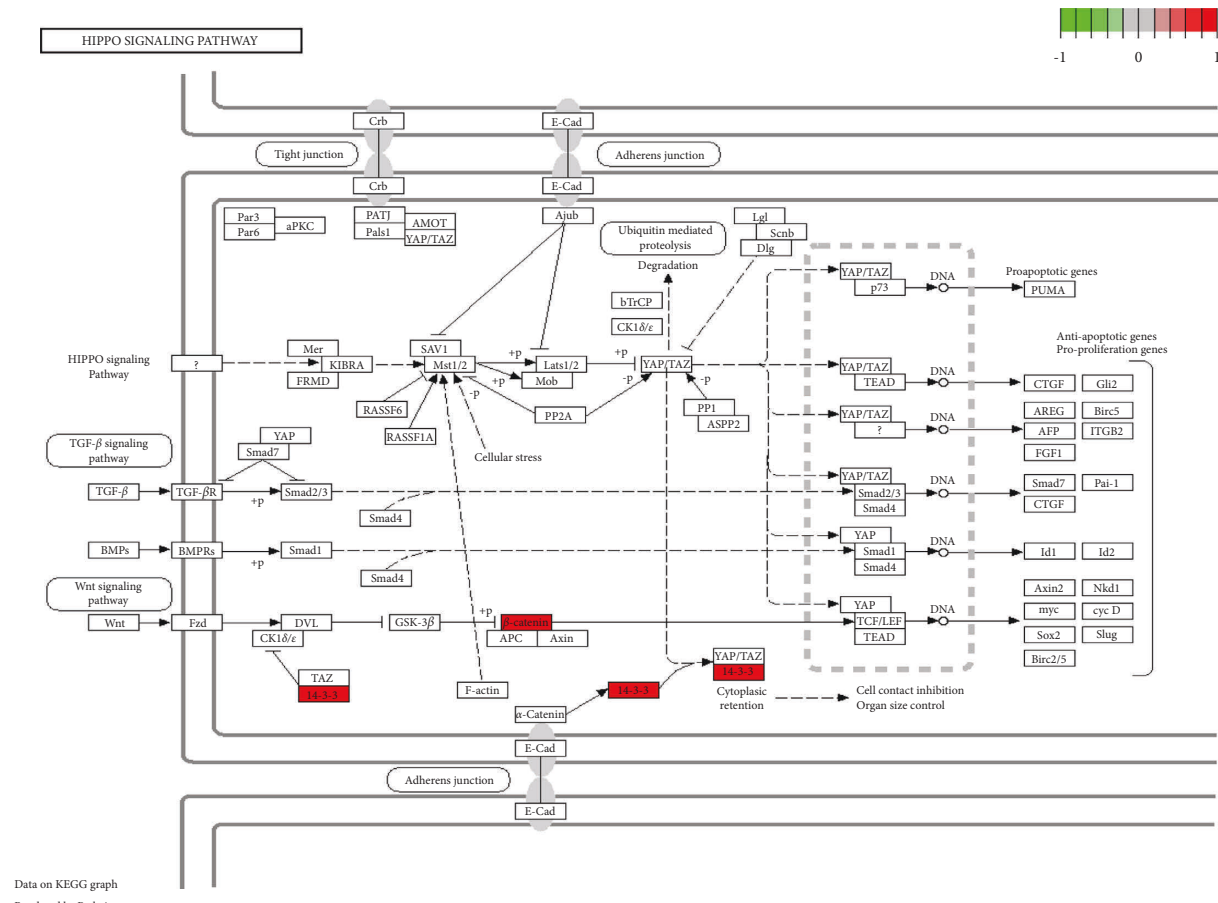 HIPPO SIGNALING PATHWAY
-1 0 1
Crb
E-Cad
Tight junction
Adherens junction
Crb
E-Cad
Par3
Par6
aPKC
PATJ
Pals1
AMOT
YAP/TAZ
Ajub
Ubiquitin mediated
proteolysis
Degradation
Lgl
Scnb
Dlg
bTrCP
CK1δ/ε
YAP/TAZ
p73
DNA
Proapoptotic genes
PUMA
Anti-apoptotic genes
Pro-proliferation genes
HIPPO signaling
Pathway
?
Mer
KIBRA
FRMD
SAV1
Mst1/2
+p
+p
-p
Lats1/2
Mob
+p
-p
YAP/TAZ
-p
PP2A
PP1
ASPP2
RASSF6
RASSF1A
Cellular stress
YAP/TAZ
TEAD
DNA
CTGF
Gli2
YAP/TAZ
?
DNA
AREG
Birc5
AFP
ITGB2
FGF1
TGF-β signaling
pathway
YAP
Smad7
TGF-β
TGF-βR
+p
Smad2/3
Smad4
YAP/TAZ
Smad2/3
Smad4
DNA
Smad7
Pai-1
CTGF
BMPs
BMPRs
+p
Smad1
Smad4
YAP
Smad1
Smad4
DNA
Id1
Id2
Wnt signaling
pathway
Wnt
Fzd
DVL
CK1δ/ε
GSK-3β
+p
β-catenin
APC
Axin
YAP
TCF/LEF
TEAD
DNA
Axin2
Nkd1
myc
cyc D
Sox2
Slug
Birc2/5
TAZ
14-3-3
F-actin
α-Catenin
14-3-3
YAP/TAZ
14-3-3
Cytoplasic
retention
Cell contact inhibition
Organ size control
E-Cad
Adherens junction
E-Cad
Data on KEGG graph